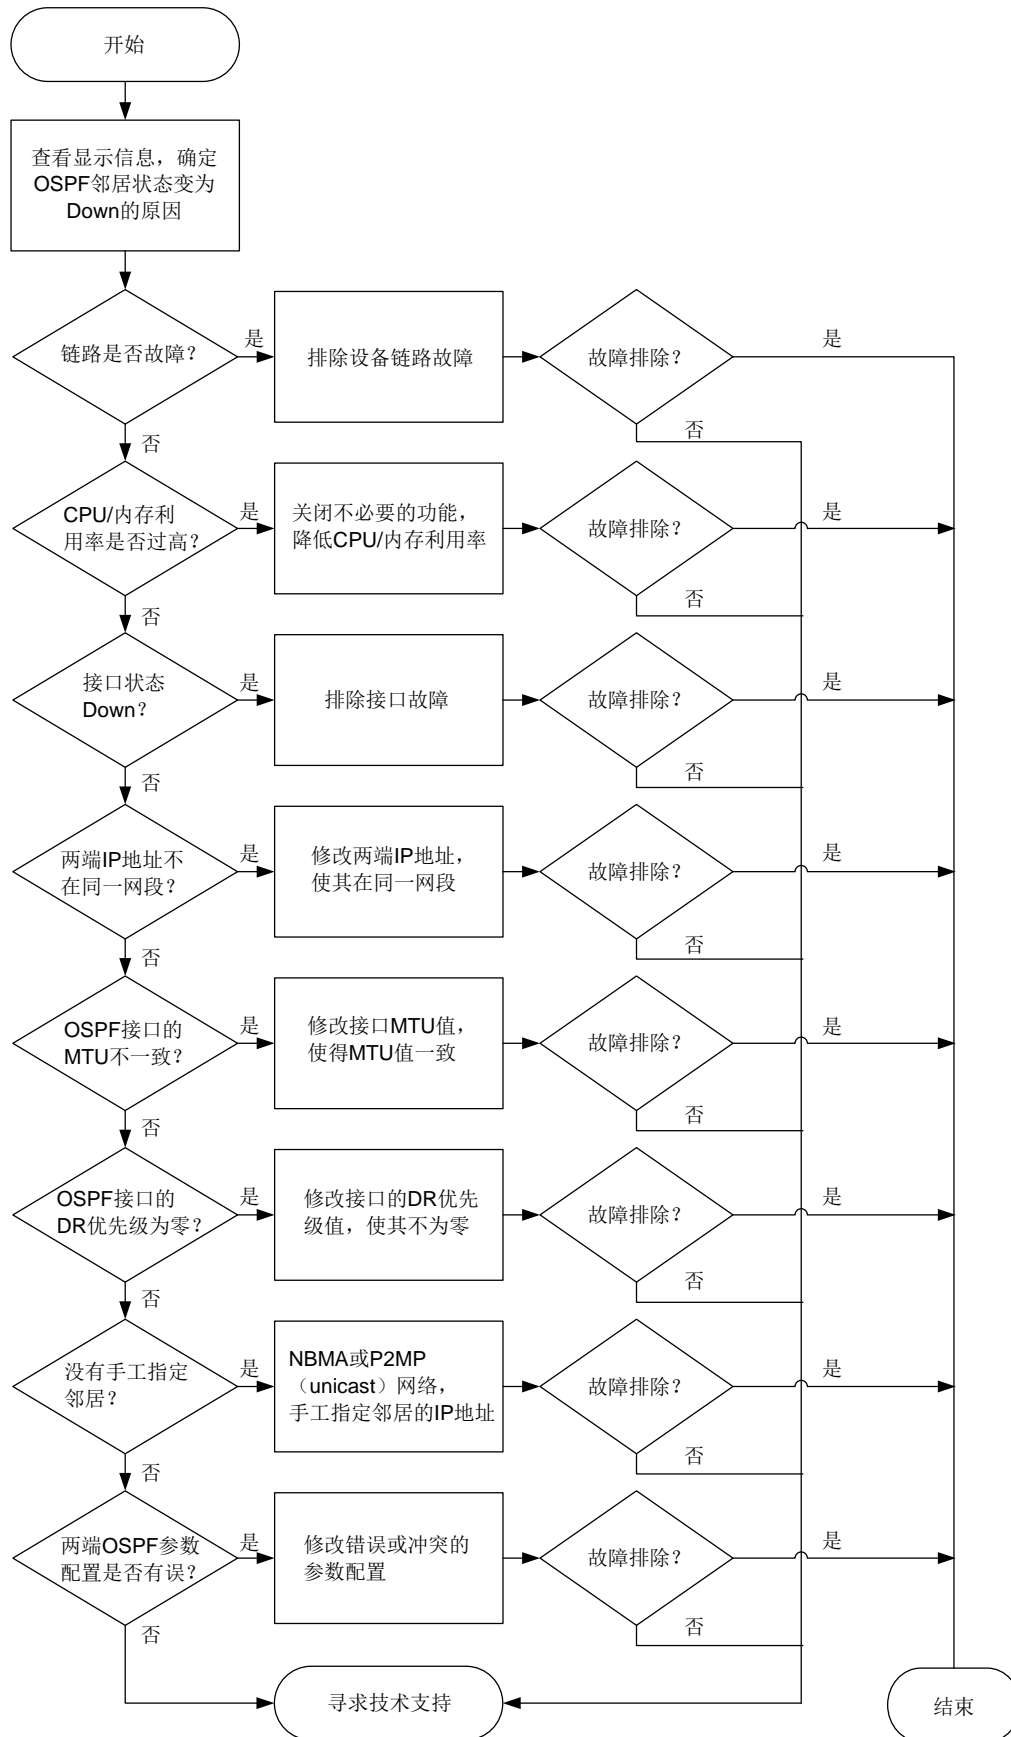 开始
查看显示信息，确定
OSPF邻居状态变为
Down的原因
链路是否故障？
是
排除设备链路故障
故障排除？
是
否
否
CPU/内存利
用率是否过高？
是
关闭不必要的功能，
降低CPU/内存利用率
故障排除？
是
否
否
接口状态
Down？
是
排除接口故障
故障排除？
是
否
否
两端IP地址不
在同一网段？
是
修改两端IP地址，
使其在同一网段
故障排除？
是
否
否
OSPF接口的
MTU不一致？
是
修改接口MTU值，
使得MTU值一致
故障排除？
是
否
否
OSPF接口的
DR优先级为零？
是
修改接口的DR优先
级值，使其不为零
故障排除？
是
否
否
没有手工指定
邻居？
是
NBMA或P2MP
（unicast）网络，
手工指定邻居的IP地址
故障排除？
是
否
否
两端OSPF参数
配置是否有误？
是
修改错误或冲突的
参数配置
故障排除？
是
否
否
寻求技术支持
结束